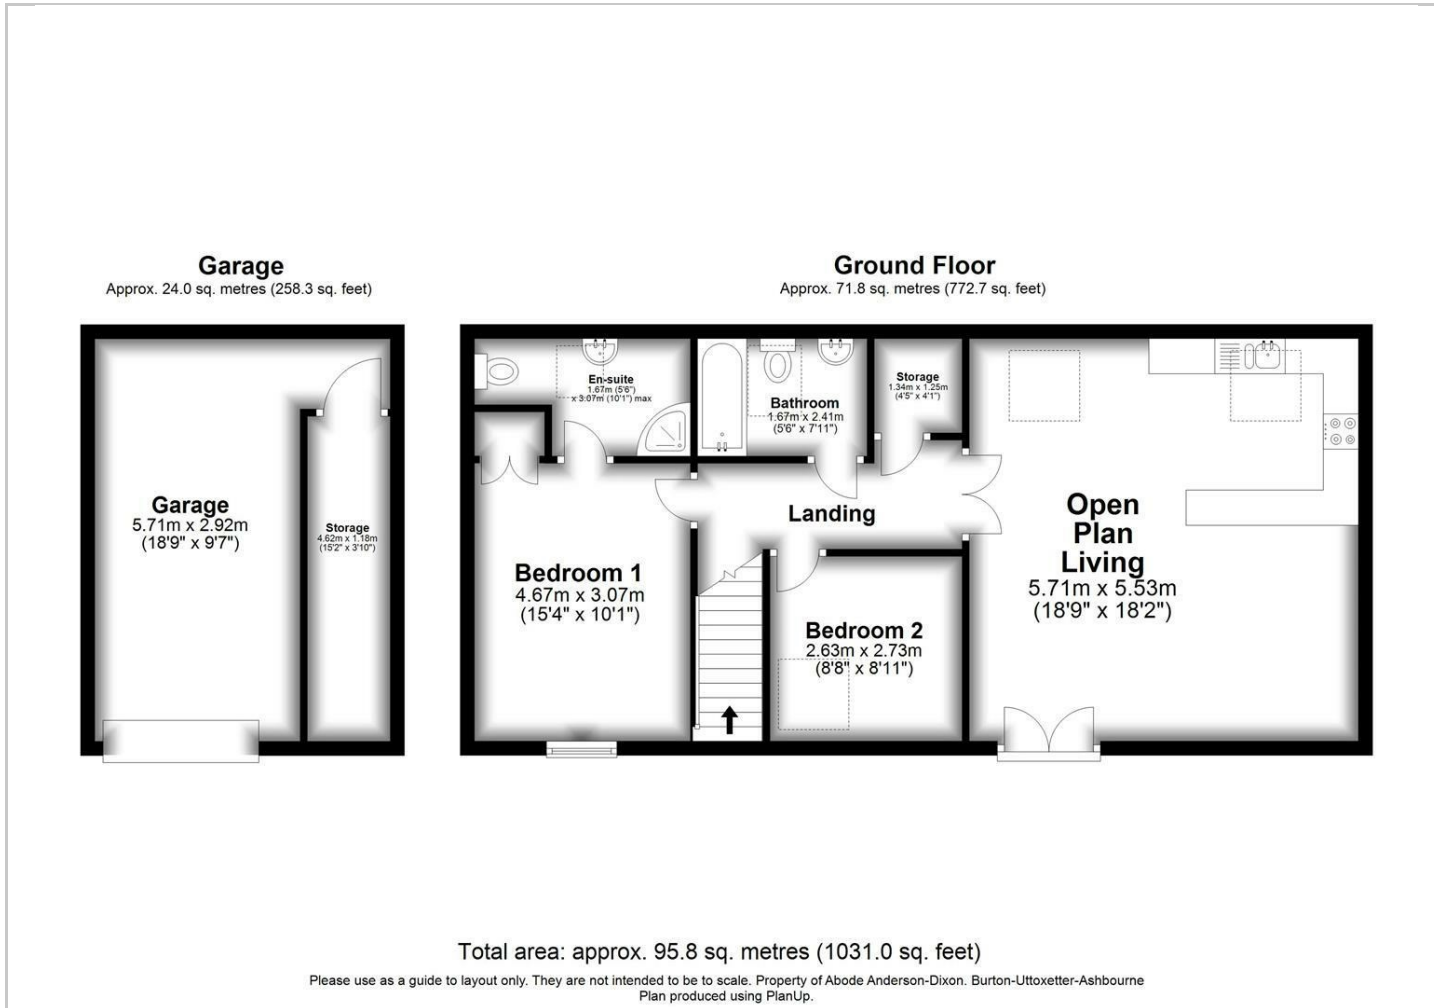 Garage
Approx. 24.0 sq. metres (258.3 sq. feet)
Ground Floor
Approx. 71.8 sq. metres (772.7 sq. feet)
Garage
5.71m x 2.92m
(18'9" x 9'7")
Storage
4.62m x 1.18m
(15'2" x 3'10")
En-suite
1.67m (5'6")
x 3.07m (10'1") max
Bathroom
1.67m x 2.41m
(5'6" x 7'11")
Storage
1.34m x 1.25m
(4'5" x 4'1")
Landing
Bedroom 1
4.67m x 3.07m
(15'4" x 10'1")
Bedroom 2
2.63m x 2.73m
(8'8" x 8'11")
Open
Plan
Living
5.71m x 5.53m
(18'9" x 18'2")
Total area: approx. 95.8 sq. metres (1031.0 sq. feet)
Please use as a guide to layout only. They are not intended to be to scale. Property of Abode Anderson-Dixon. Burton-Uttoxetter-Ashbourne
Plan produced using PlanUp.